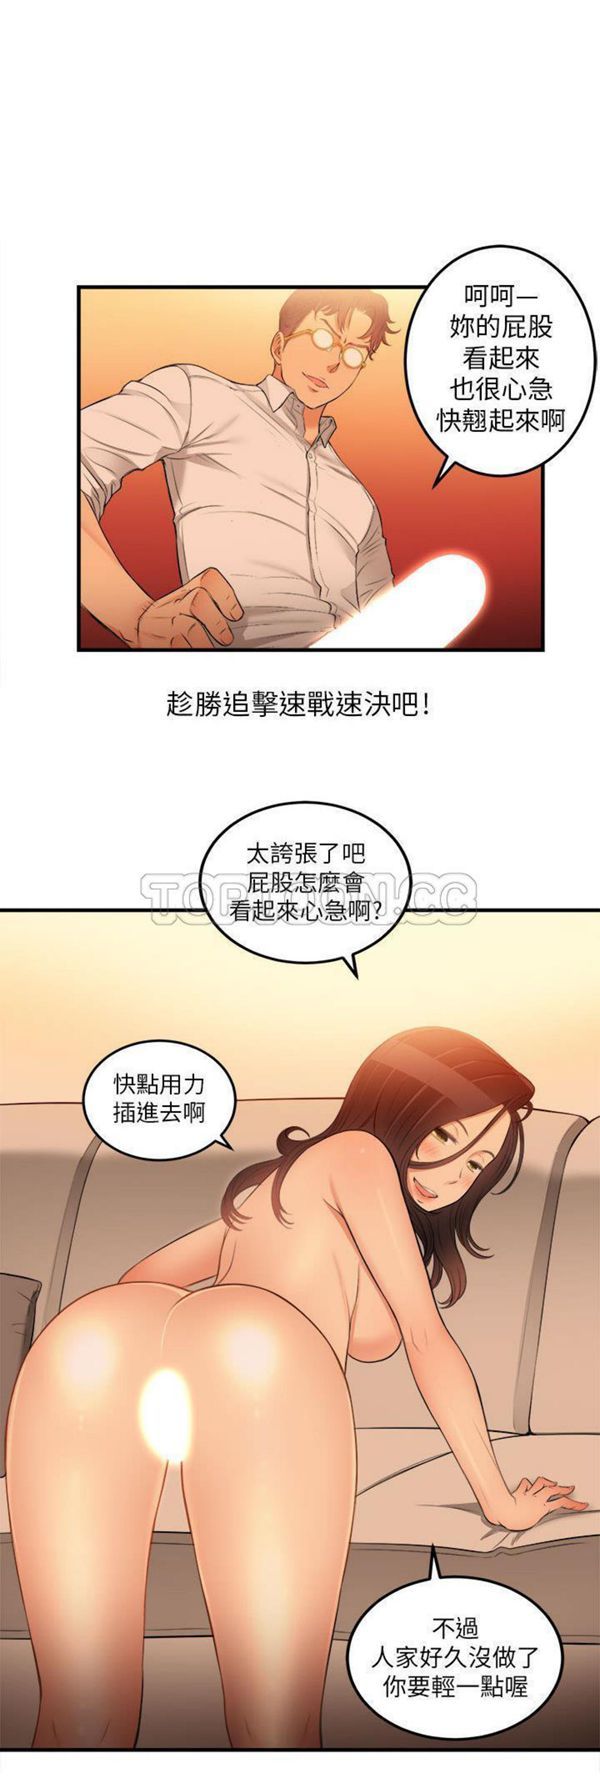 呵呵—
妳的屁股
看起來
也很心急
快翹起來啊
趁勝追擊速戰速決吧!
太誇張了吧
屁股怎麼會
看起來心急啊?
快點用力
插進去啊
不過
人家好久沒做了
你要輕一點喔